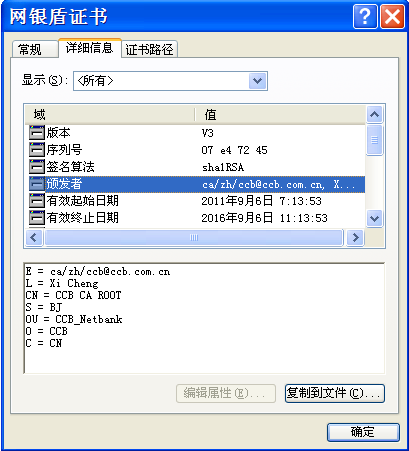 网银盾证书
常规 详细信息 证书路径
显示(S): <所有>
域 值
版本 V3
序列号 07 e4 72 45
签名算法 sha1RSA
颁发者 ca/zh/ccb@ccb.com.cn, X...
有效起始日期 2011年9月6日 7:13:53
有效终止日期 2016年9月6日 11:13:53
E = ca/zh/ccb@ccb.com.cn
L = Xi Cheng
CN = CCB CA ROOT
S = BJ
OU = CCB_Netbank
O = CCB
C = CN
编辑属性(E)... 复制到文件(C)...
确定